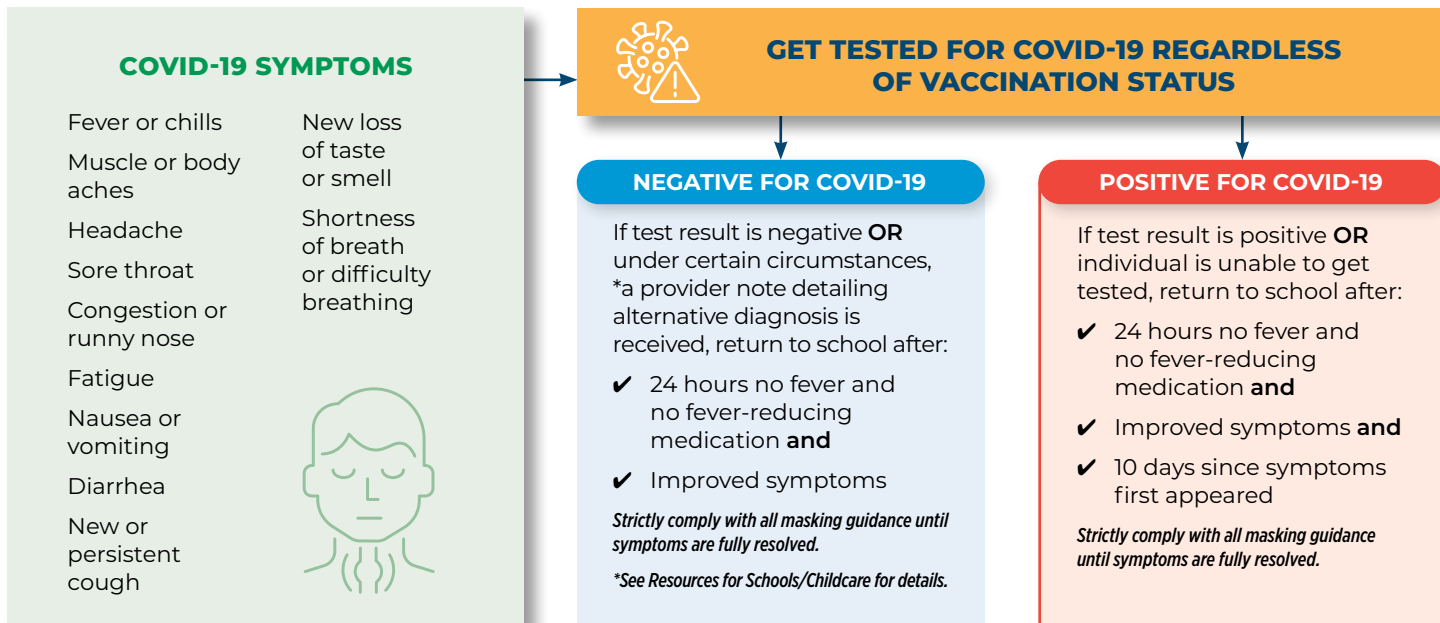 COVID-19 SYMPTOMS
Fever or chills
Muscle or body
aches
Headache
Sore throat
Congestion or
runny nose
Fatigue
Nausea or
vomiting
Diarrhea
New or
persistent
cough
New loss
of taste
or smell
Shortness
of breath
or difficulty
breathing
GET TESTED FOR COVID-19 REGARDLESS
OF VACCINATION STATUS
NEGATIVE FOR COVID-19
If test result is negative OR
under certain circumstances,
*a provider note detailing
alternative diagnosis is
received, return to school after:
✔ 24 hours no fever and
no fever-reducing
medication and
✔ Improved symptoms
Strictly comply with all masking guidance until
symptoms are fully resolved.
*See Resources for Schools/Childcare for details.
POSITIVE FOR COVID-19
If test result is positive OR
individual is unable to get
tested, return to school after:
✔ 24 hours no fever and
no fever-reducing
medication and
✔ Improved symptoms and
✔ 10 days since symptoms
first appeared
Strictly comply with all masking guidance
until symptoms are fully resolved.